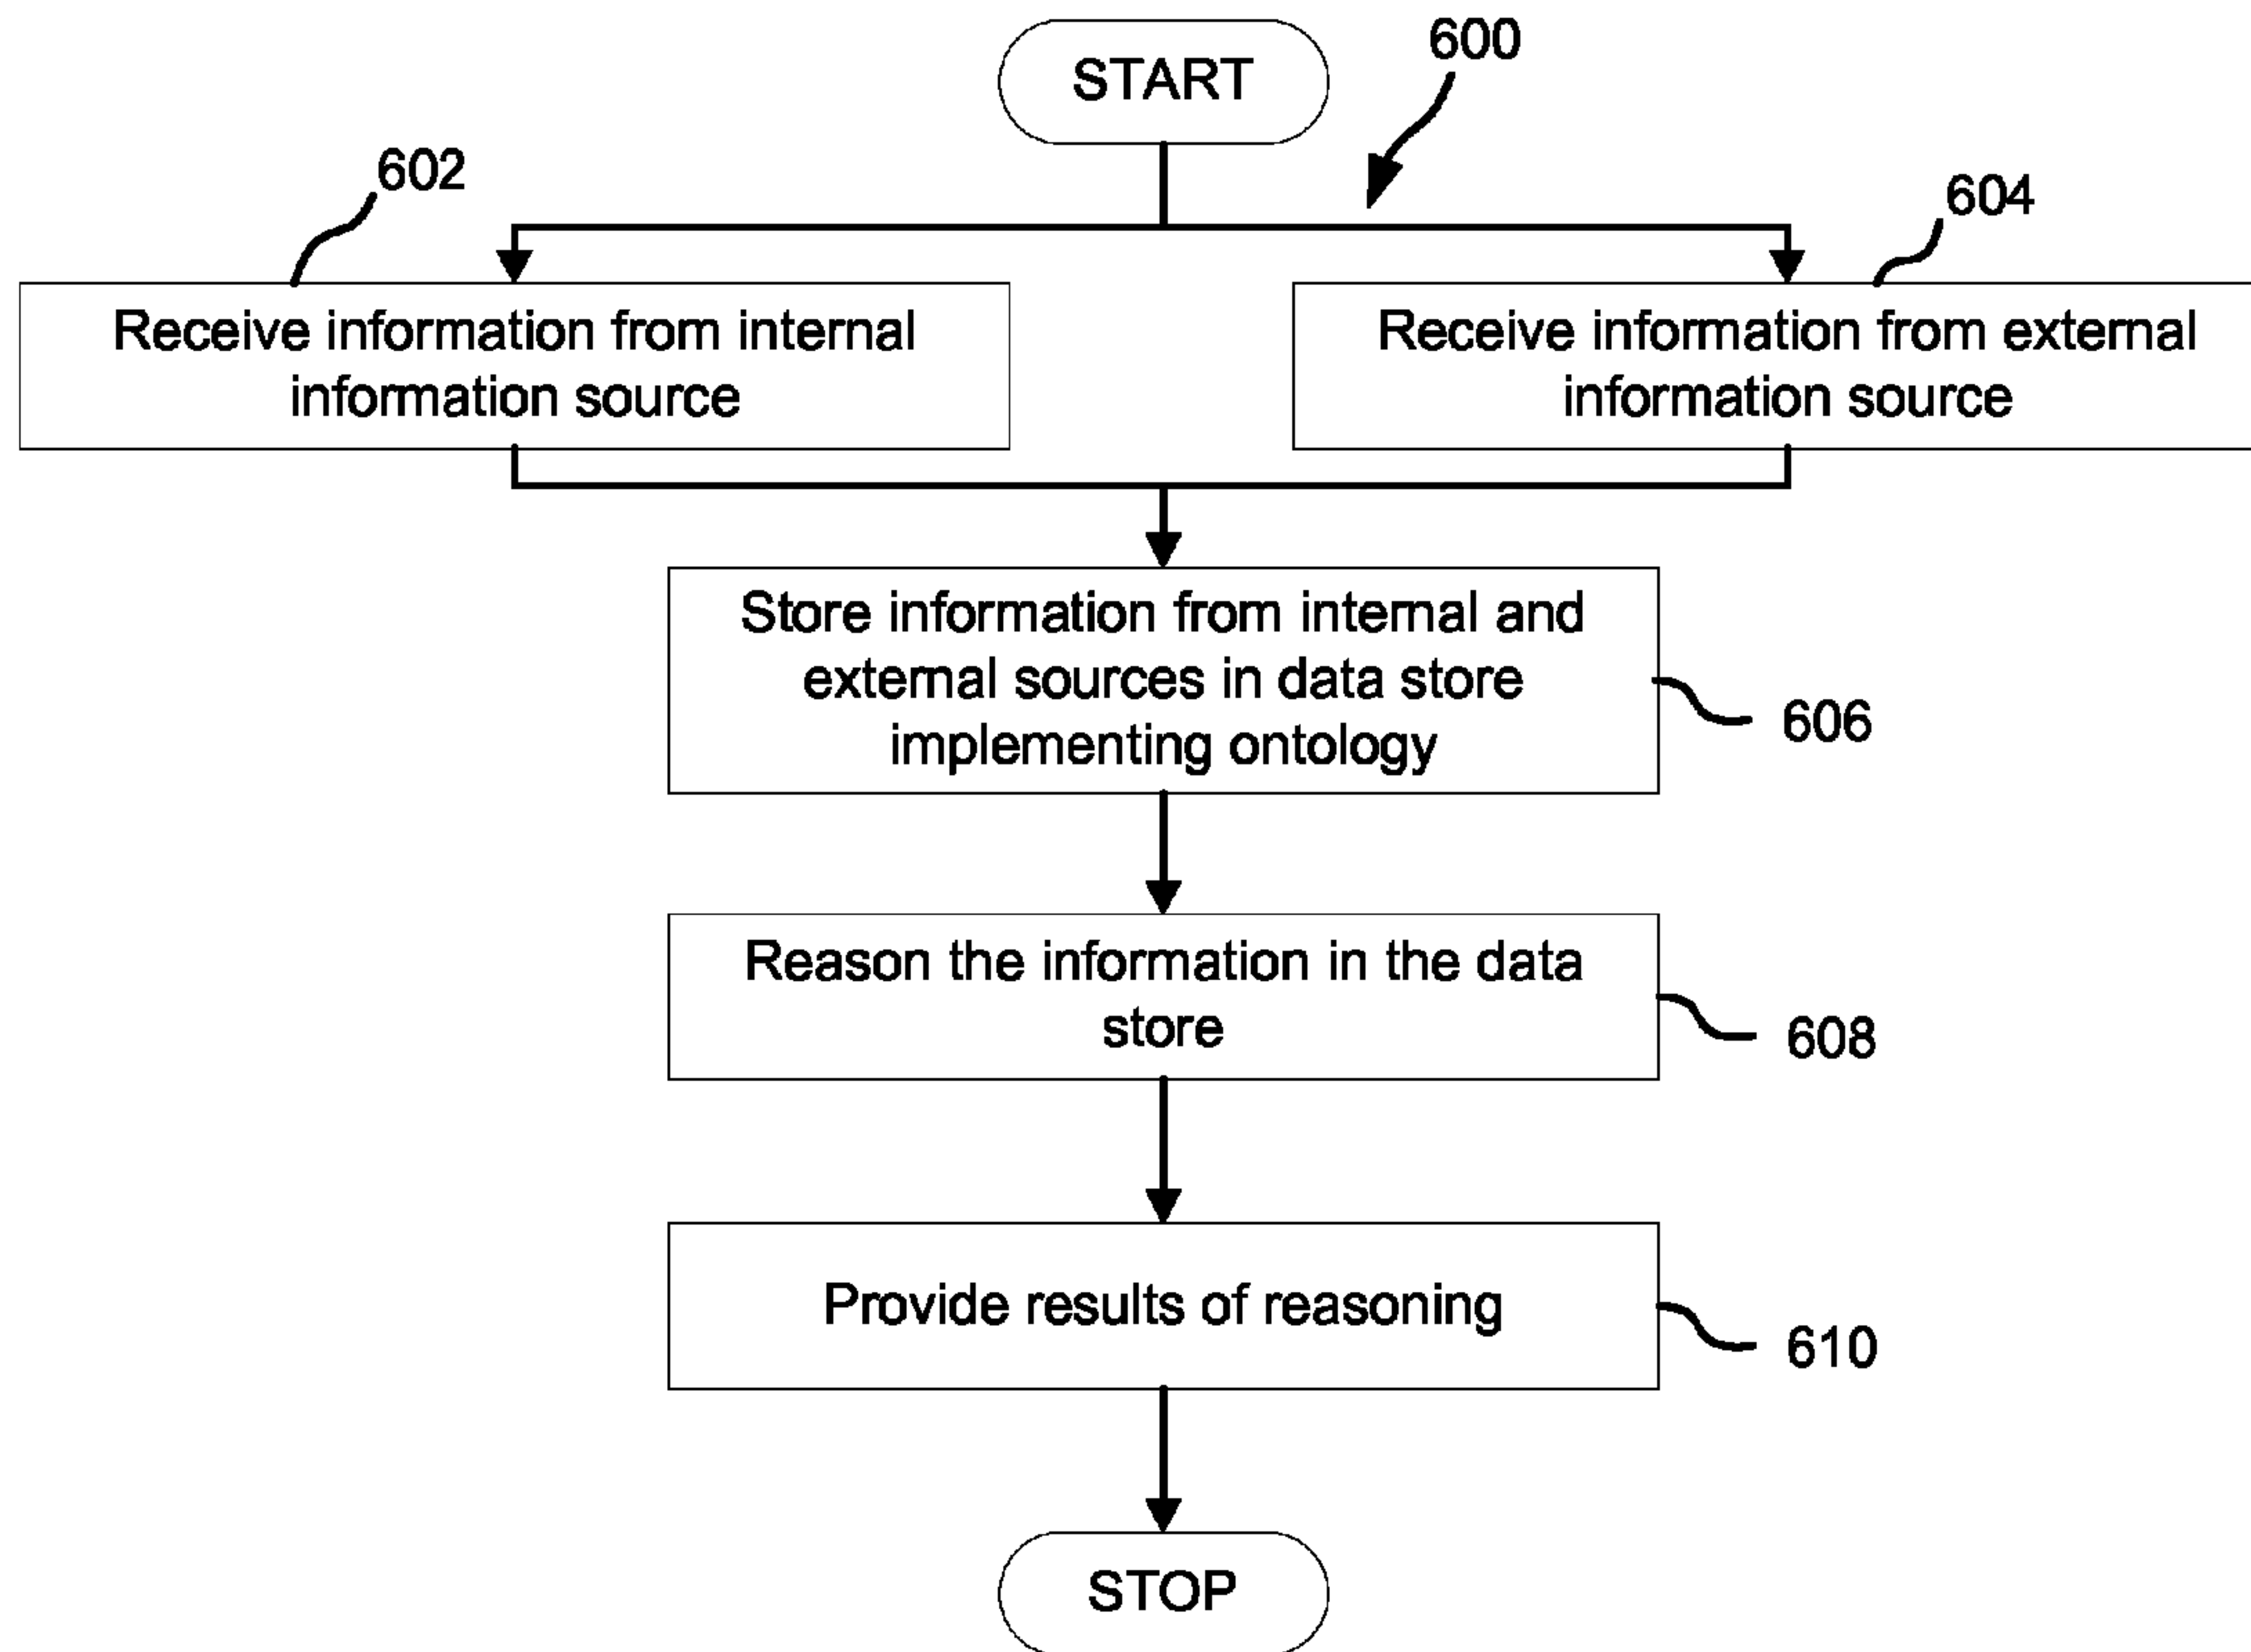 START
600
602
604
Receive information from internal
information source
Receive information from external
information source
Store information from internal and
external sources in data store
implementing ontology
606
Reason the information in the data
store
608
Provide results of reasoning
610
STOP